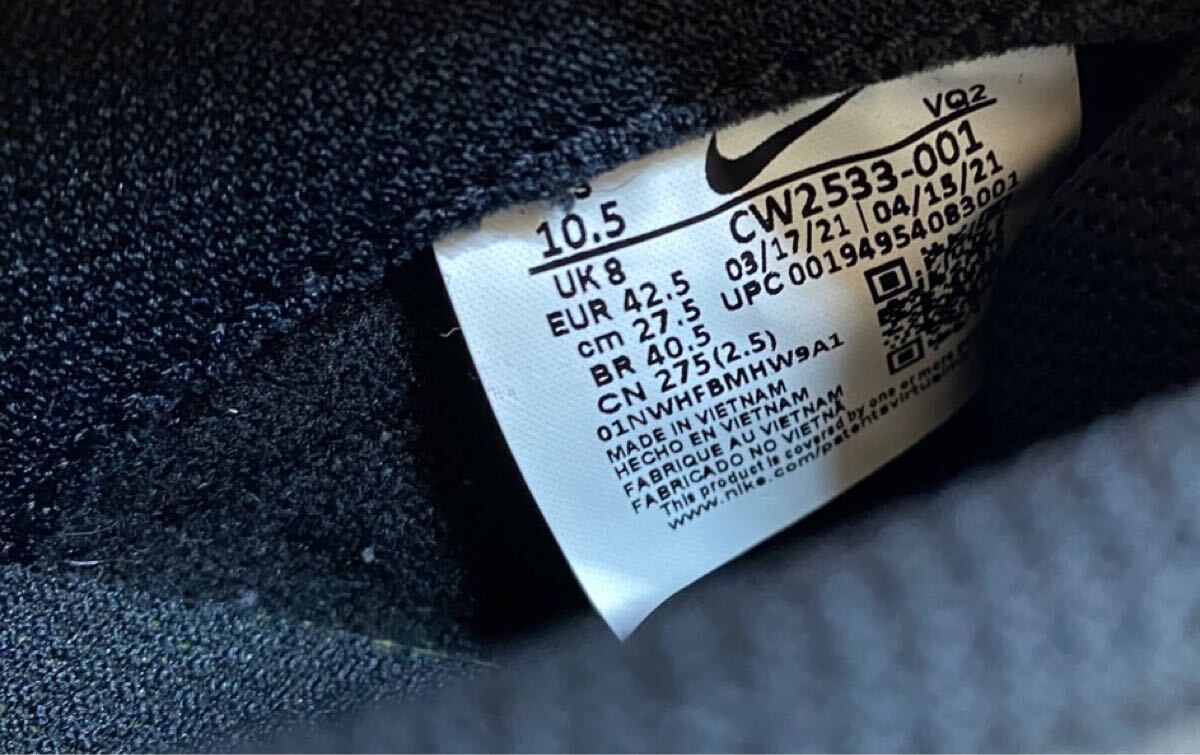 10.5
UK 8
EUR 42.5
cm 27.5
BR 40.5
CN 275(2.5)
VQ2
CW2533-001
03/17/21 | 04/15/21
UPC 00194954083001
01NWHFBMHW9A1
MADE IN VIETNAM
HECHO EN VIETNAM
FABRIQUE AU VIETNAM
FABRICADO NO VIETNA
This product is covered by one or more
www.nike.com/patents